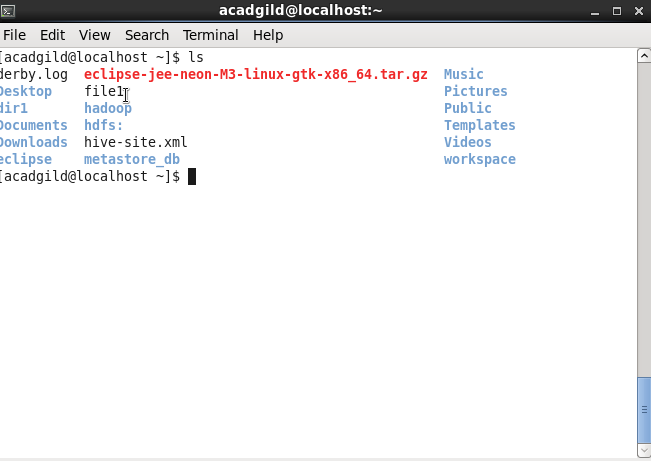 acadgild@localhost:~
File Edit View Search Terminal Help
[acadgild@localhost ~]$ ls
derby.log eclipse-jee-neon-M3-linux-gtk-x86_64.tar.gz Music
Desktop file1 Pictures
dir1 hadoop Public
Documents hdfs: Templates
Downloads hive-site.xml Videos
eclipse metastore_db workspace
[acadgild@localhost ~]$